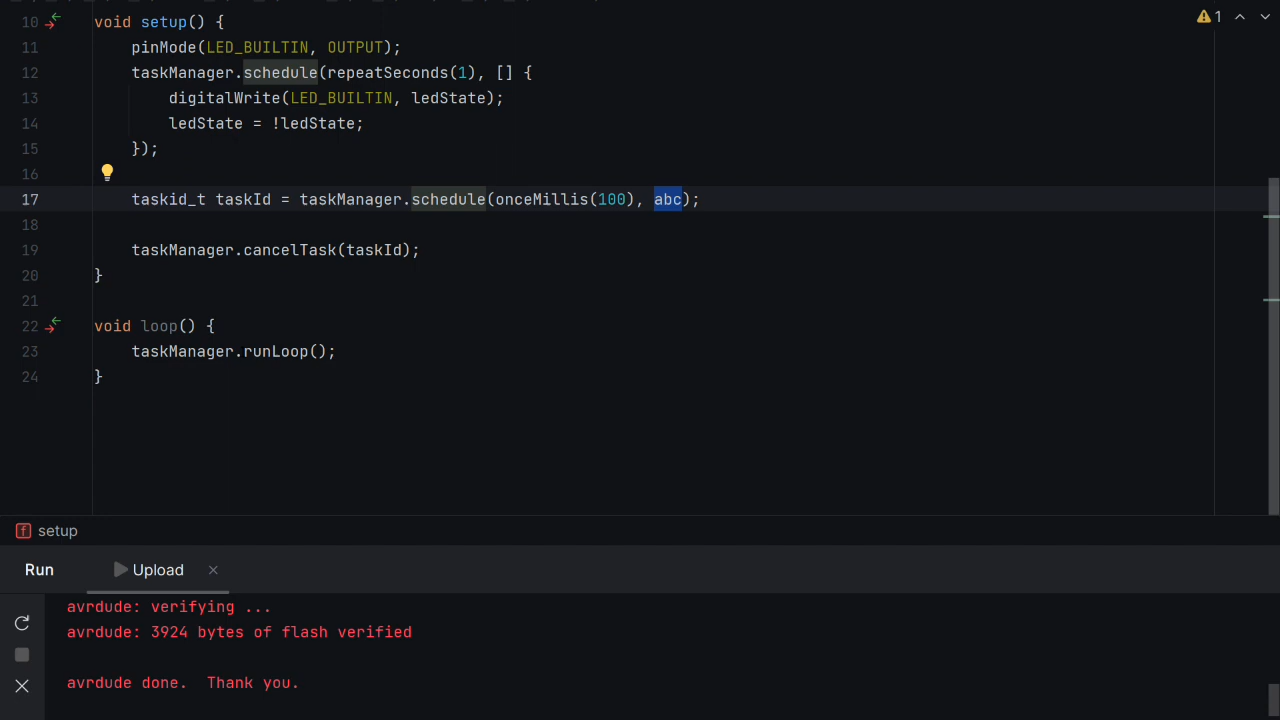 10 void setup() {
11 pinMode(LED_BUILTIN, OUTPUT);
12 taskManager.schedule(repeatSeconds(1), [] {
13 digitalWrite(LED_BUILTIN, ledState);
14 ledState = !ledState;
15 });
16
17 taskid_t taskId = taskManager.schedule(onceMillis(100), abc);
18
19 taskManager.cancelTask(taskId);
20 }
21
22 void loop() {
23 taskManager.runLoop();
24 }
1
f setup
Run Upload
avrdude: verifying ...
avrdude: 3924 bytes of flash verified
avrdude done.  Thank you.